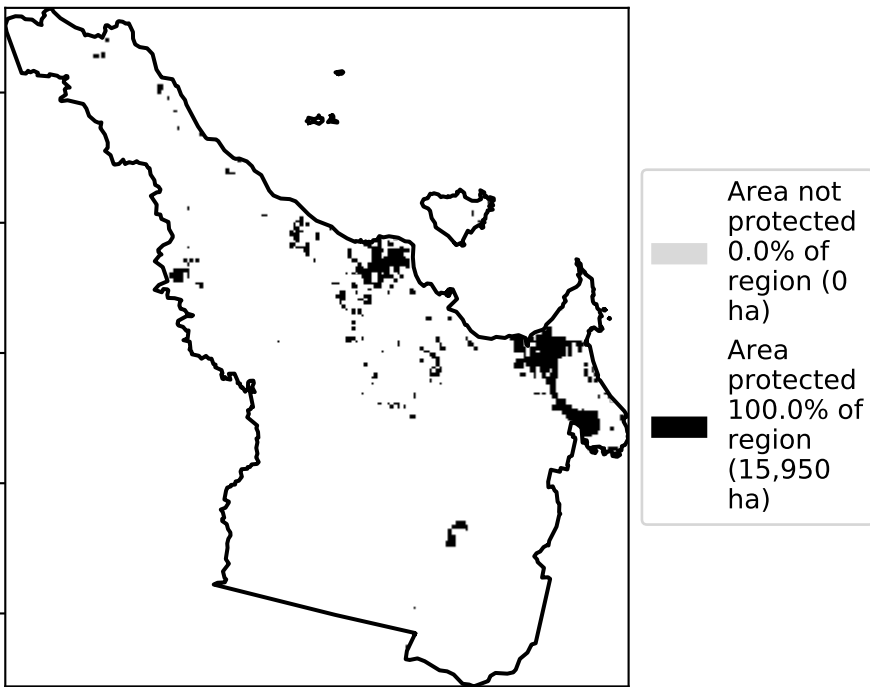 Area not
protected
0.0% of
region (0
ha)
Area
protected
100.0% of
region
(15,950
ha)